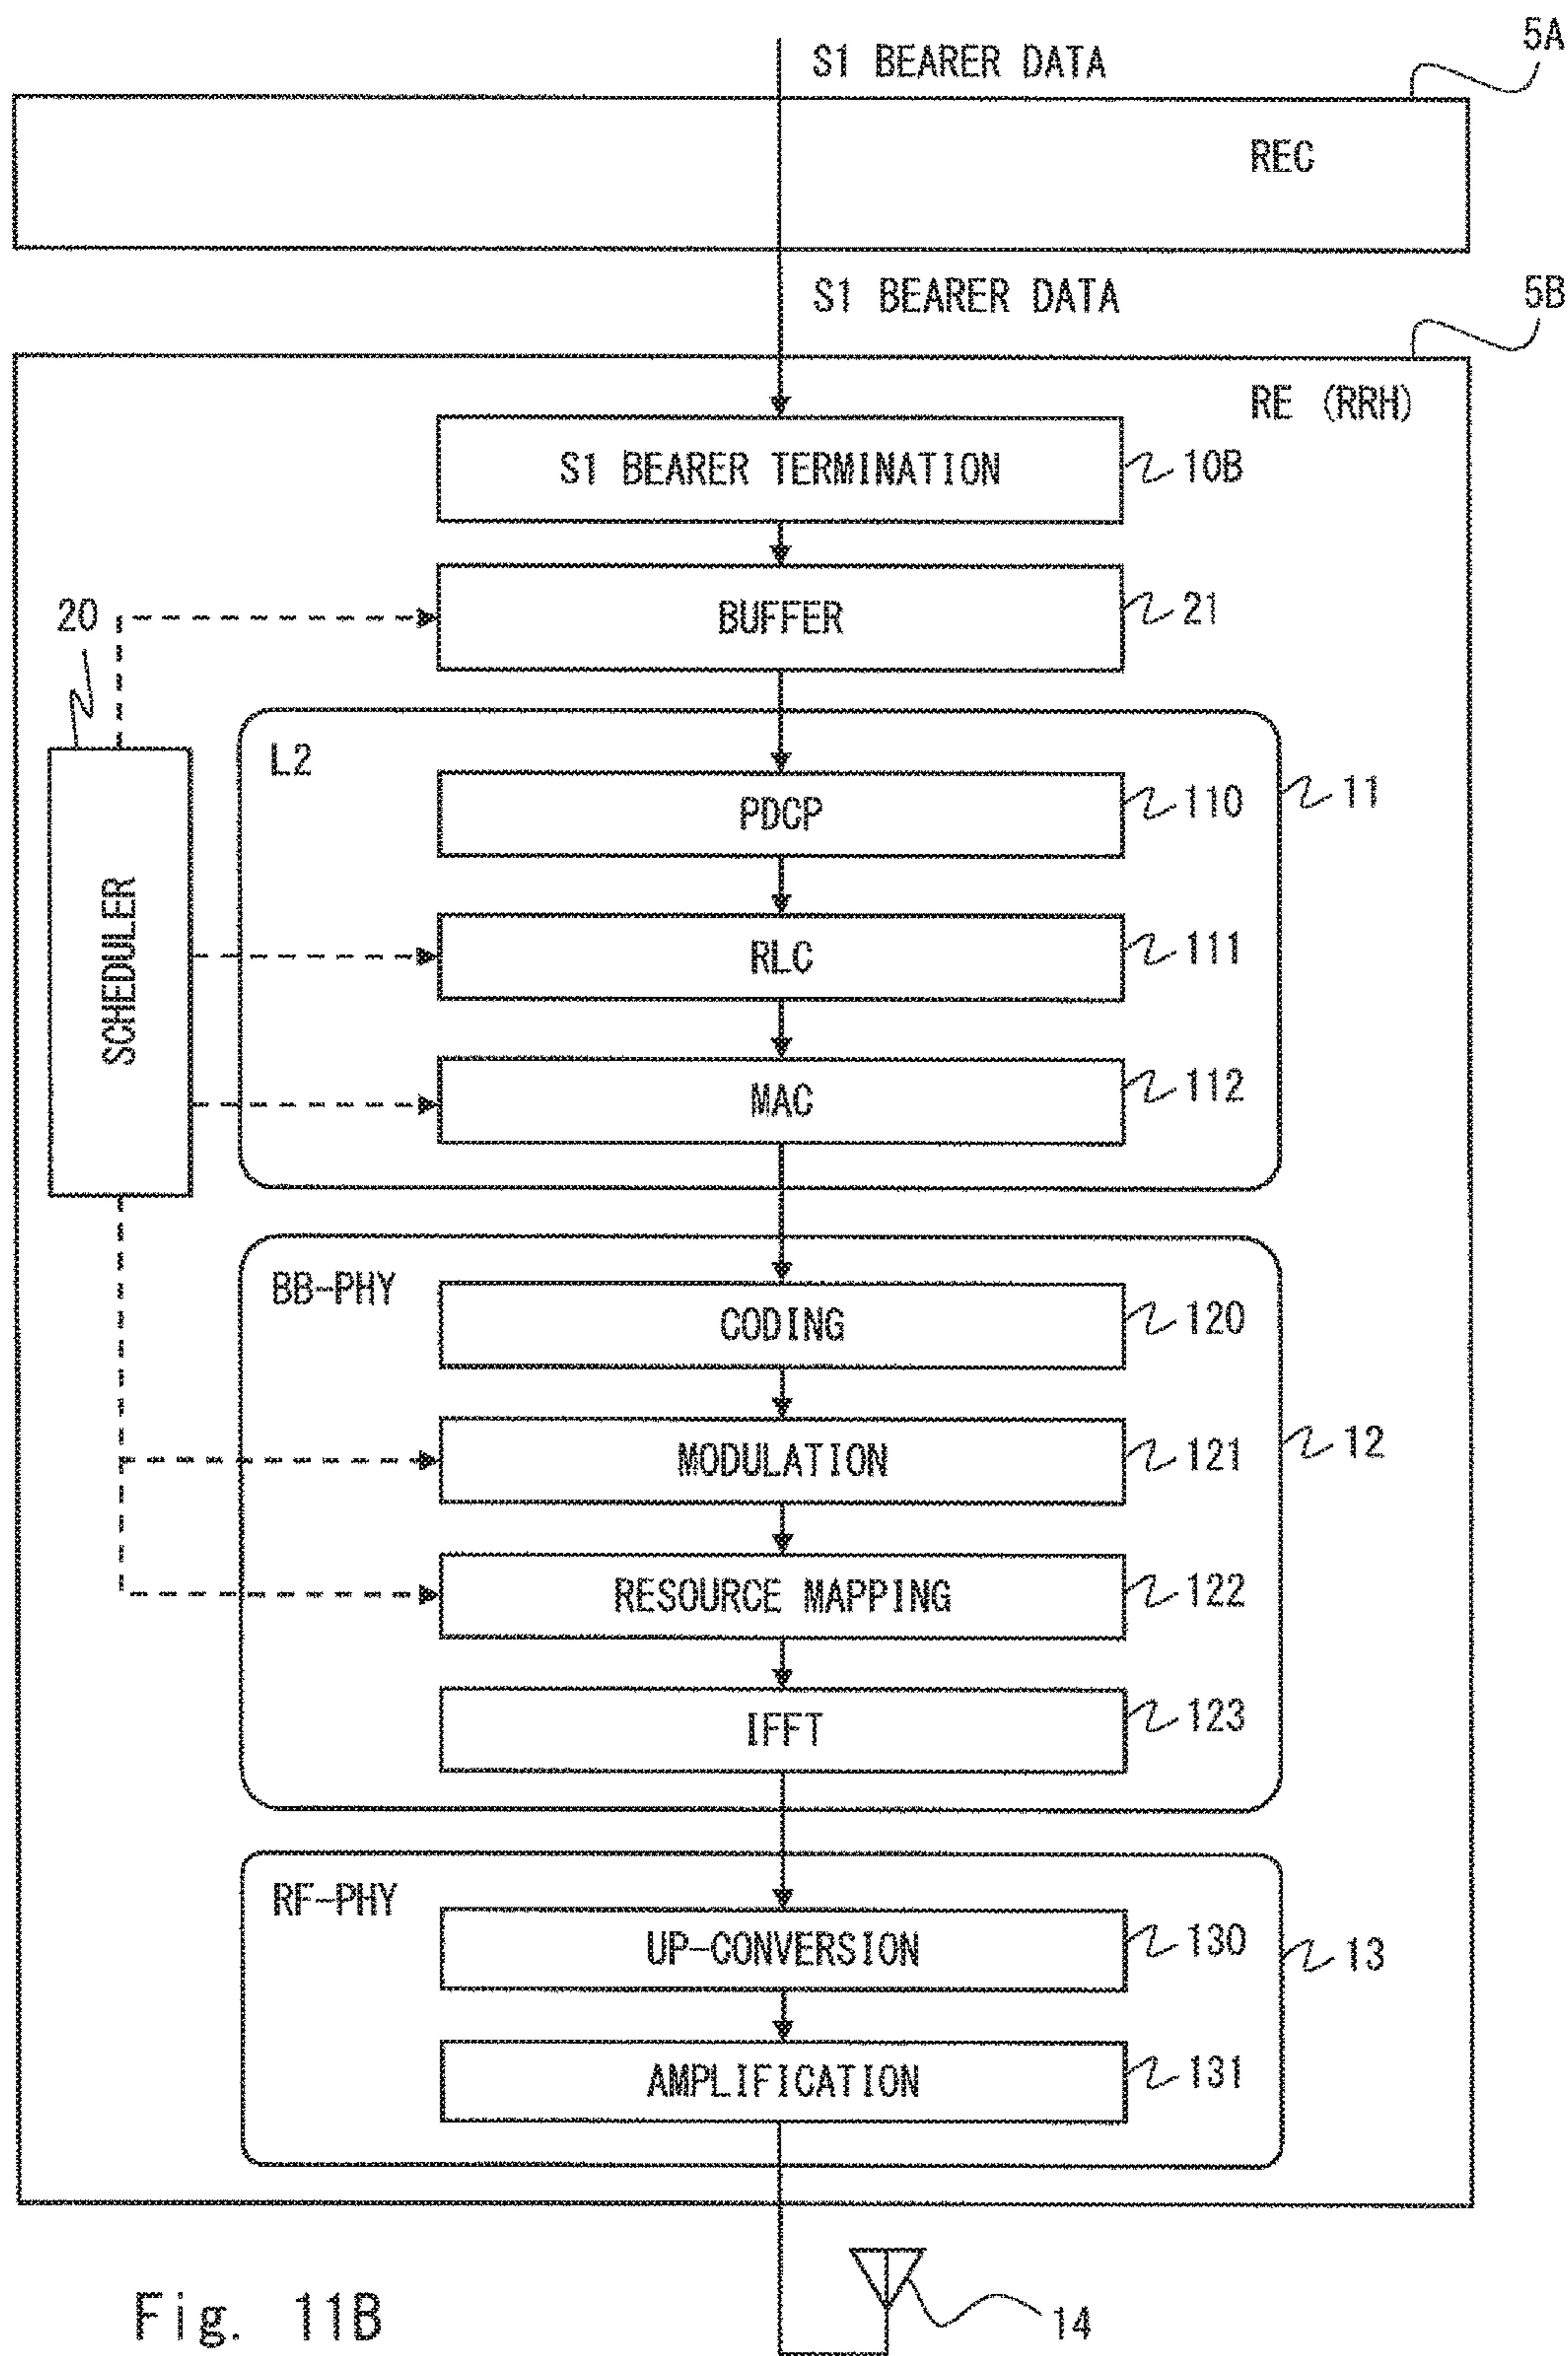 S1 BEARER DATA
5A
REC
S1 BEARER DATA
5B
RE (RRH)
S1 BEARER TERMINATION
10B
BUFFER
21
20
SCHEDULER
L2
11
PDCP
110
RLC
111
MAC
112
BB-PHY
12
CODING
120
MODULATION
121
RESOURCE MAPPING
122
IFFT
123
RF-PHY
13
UP-CONVERSION
130
AMPLIFICATION
131
14
Fig. 11B